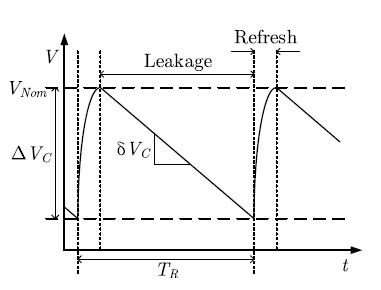 Refresh
V
Leakage
V_Nom
δ V_C
Δ V_C
T_R
t